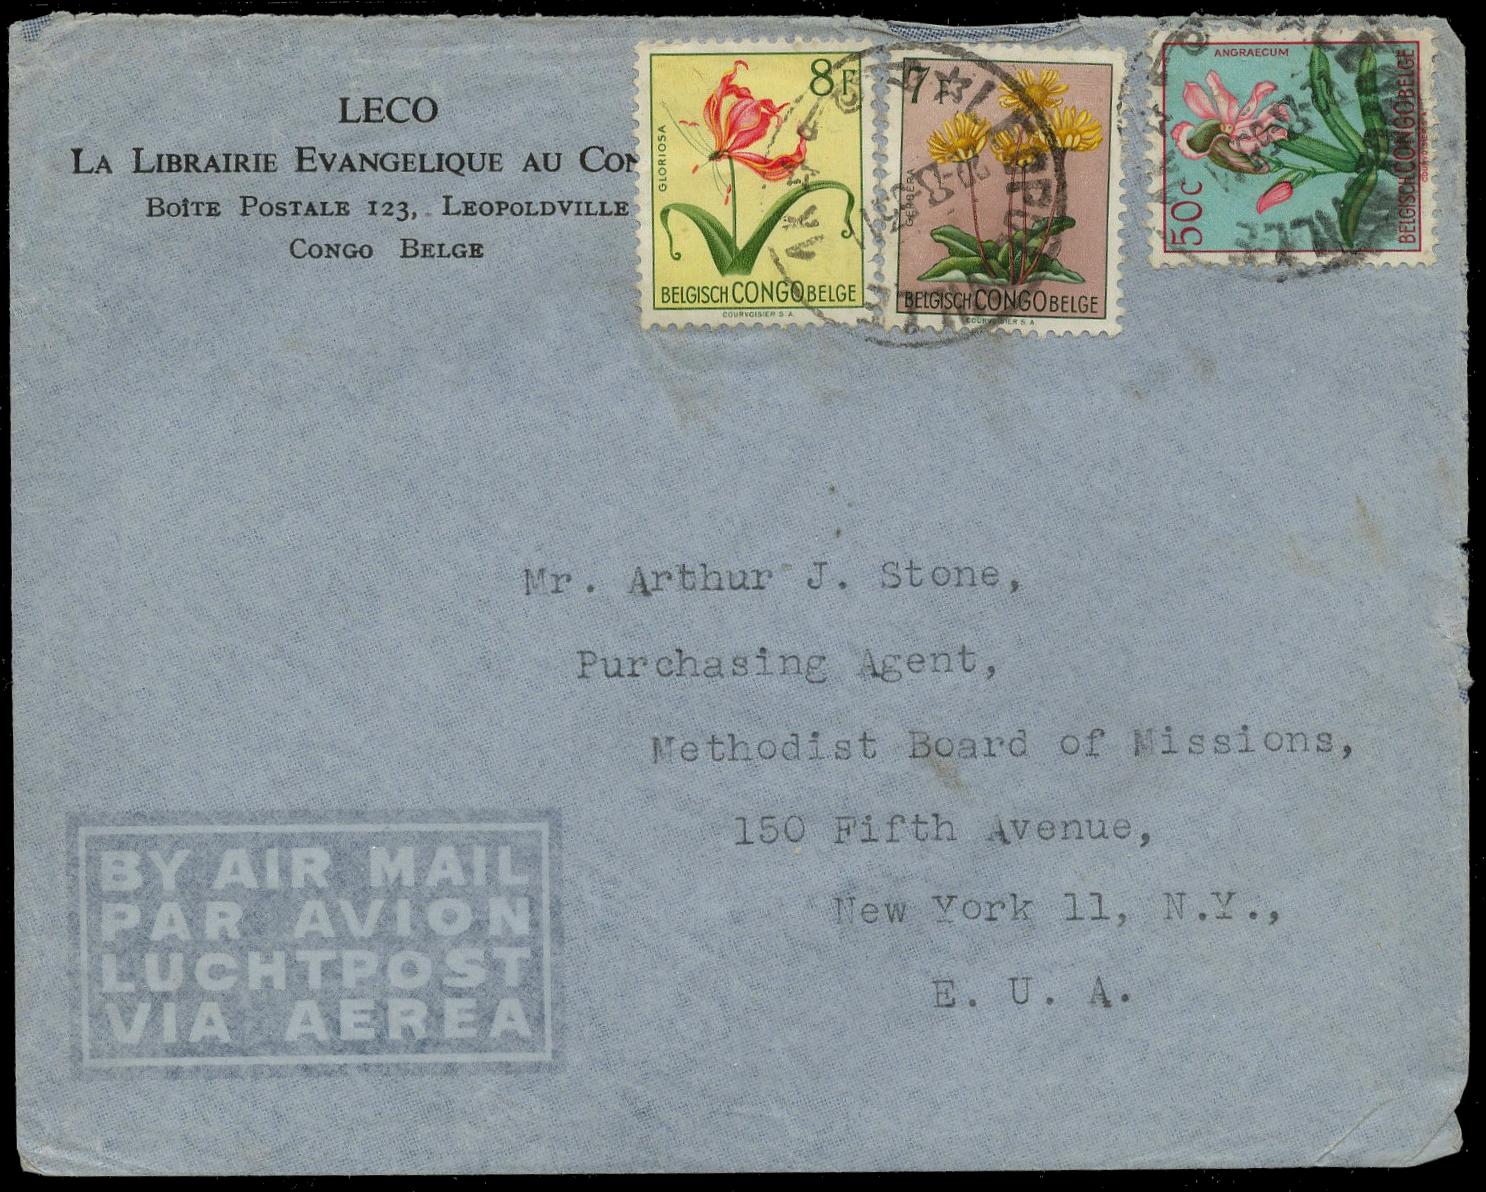 LECO
LA LIBRAIRIE EVANGELIQUE AU CON
BOîTE POSTALE 123, LEOPOLDVILLE
CONGO BELGE
8F
GLORIOSA
BELGISCH CONGO BELGE
COURVOISIER S.A.
7F
GERBERA
BELGISCH CONGO BELGE
COURVOISIER S.A.
ANGRAECUM
50c
BELGISCH CONGO BELGE
COURVOISIER S.A.
Mr. Arthur J. Stone,
Purchasing Agent,
Methodist Board of Missions,
150 Fifth Avenue,
New York 11, N.Y.,
E. U. A.
BY AIR MAIL
PAR AVION
LUCHTPOST
VIA AEREA